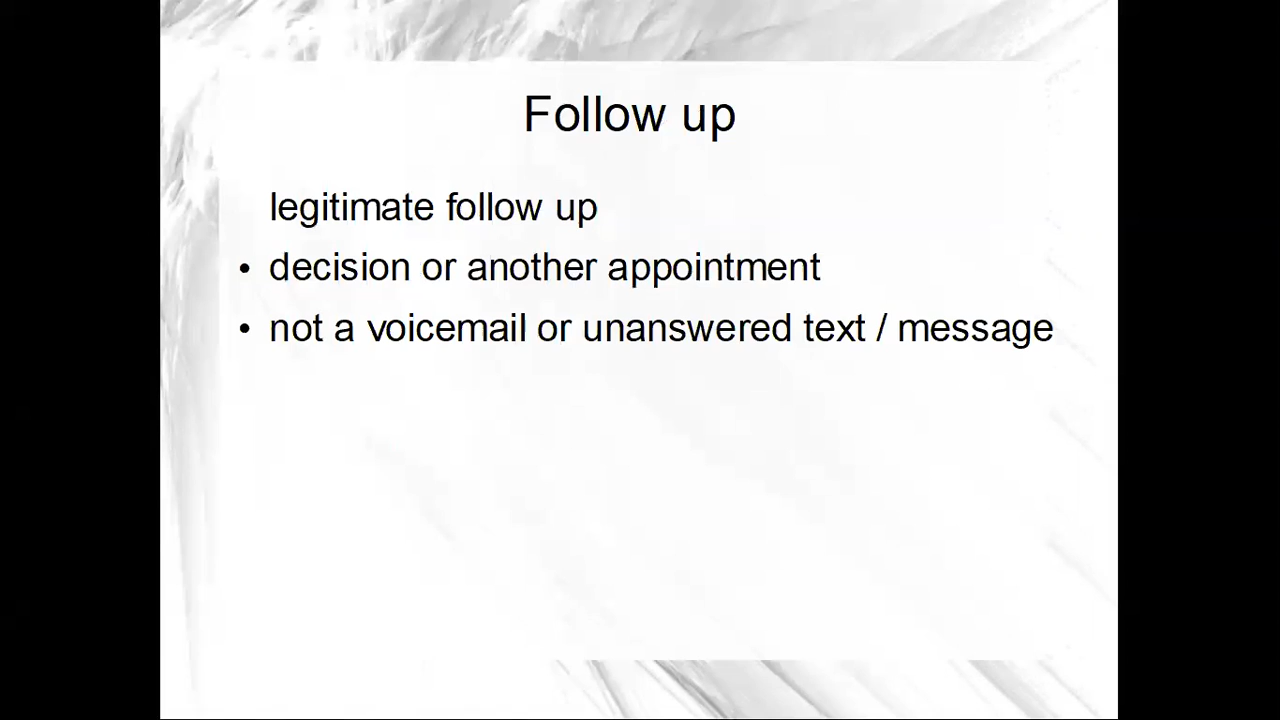 Follow up
legitimate follow up
• decision or another appointment
• not a voicemail or unanswered text / message